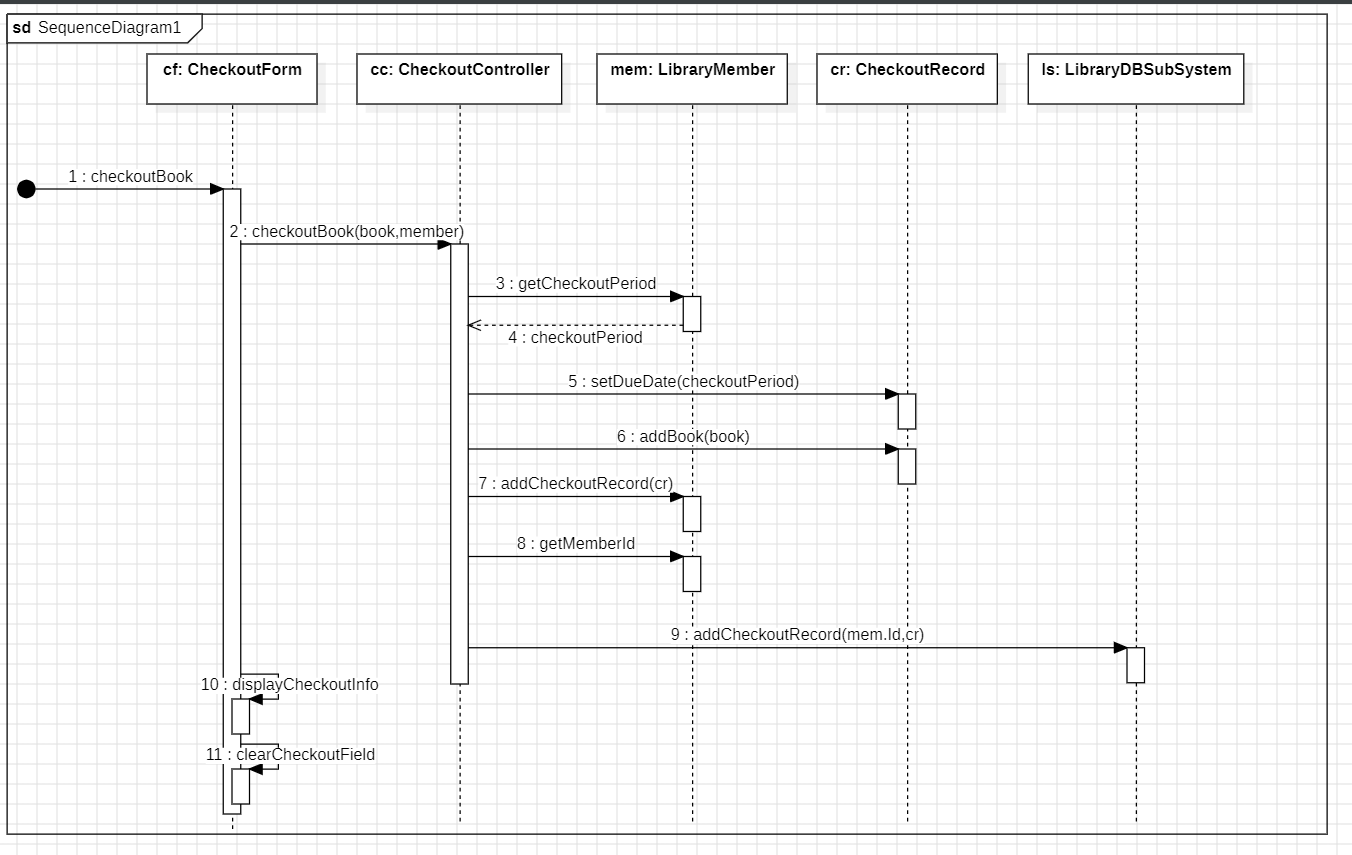 sd SequenceDiagram1
cf: CheckoutForm
cc: CheckoutController
mem: LibraryMember
cr: CheckoutRecord
ls: LibraryDBSubSystem
1 : checkoutBook
2 : checkoutBook(book,member)
3 : getCheckoutPeriod
4 : checkoutPeriod
5 : setDueDate(checkoutPeriod)
6 : addBook(book)
7 : addCheckoutRecord(cr)
8 : getMemberId
9 : addCheckoutRecord(mem.Id,cr)
10 : displayCheckoutInfo
11 : clearCheckoutField